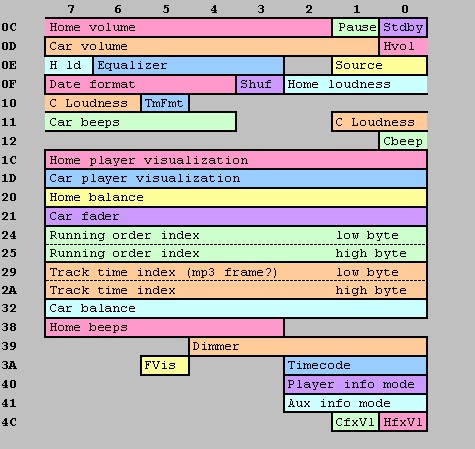 7 6 5 4 3 2 1 0
0C Home volume Pause Stdby
0D Car volume Hvol
0E H ld Equalizer Source
0F Date format Shuf Home loudness
10 C Loudness TmFmt
11 Car beeps C Loudness
12 Cbeep
1C Home player visualization
1D Car player visualization
20 Home balance
21 Car fader
24 Running order index low byte
25 Running order index high byte
29 Track time index (mp3 frame?) low byte
2A Track time index high byte
32 Car balance
38 Home beeps
39 Dimmer
3A FVis Timecode
40 Player info mode
41 Aux info mode
4C CfxVl HfxVl